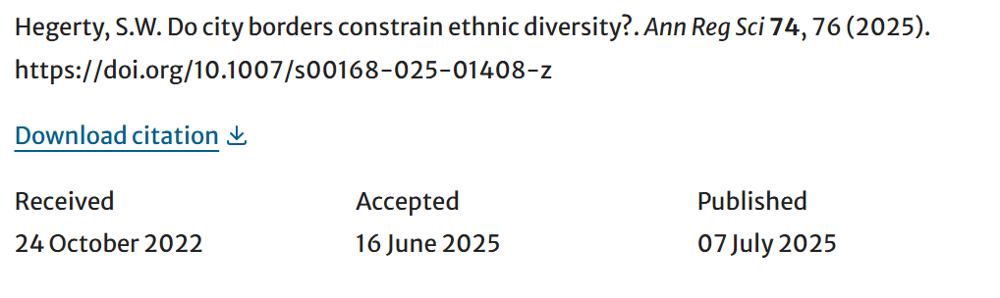 Hegerty, S.W. Do city borders constrain ethnic diversity?. Ann Reg Sci 74, 76 (2025).
https://doi.org/10.1007/s00168-025-01408-z
Download citation
Received Accepted Published
24 October 2022 16 June 2025 07 July 2025